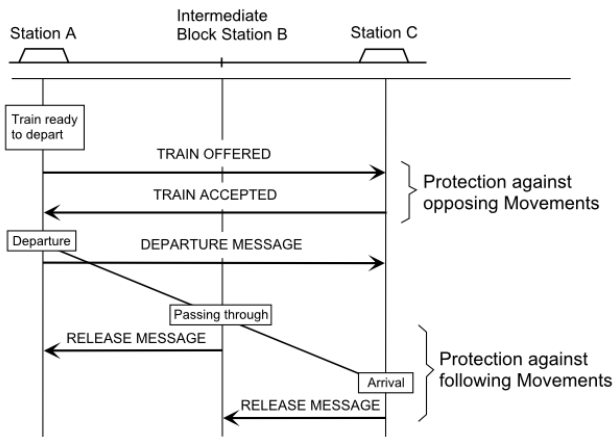 Station A
Intermediate
Block Station B
Station C
Train ready
to depart
TRAIN OFFERED
TRAIN ACCEPTED
Protection against
opposing Movements
Departure
DEPARTURE MESSAGE
Passing through
RELEASE MESSAGE
Protection against
following Movements
Arrival
RELEASE MESSAGE